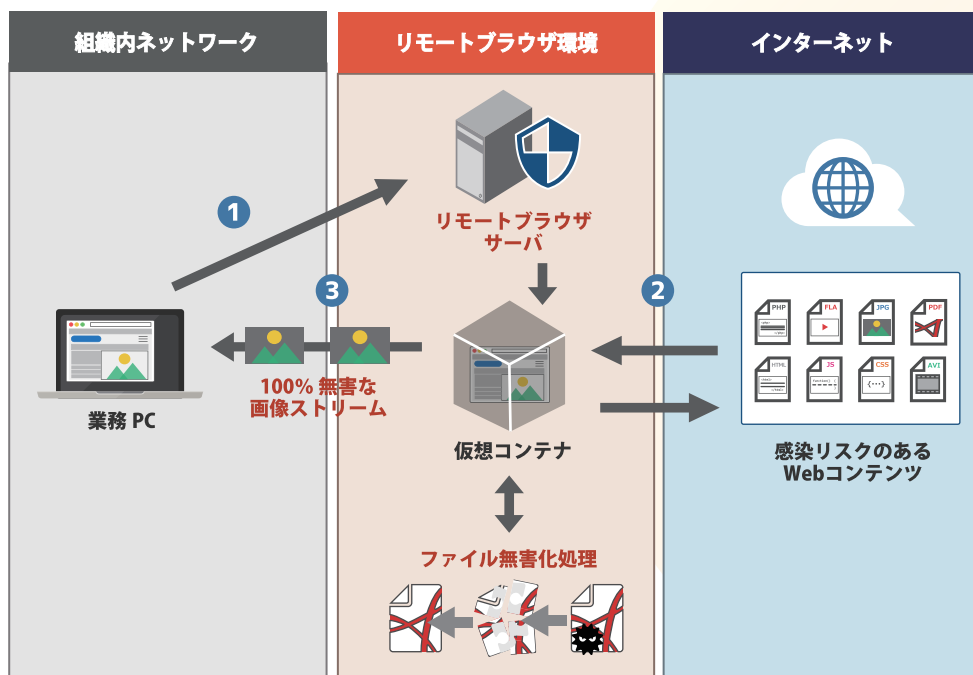 組織内ネットワーク
リモートブラウザ環境
インターネット
1
リモートブラウザ
サーバ
3
2
100% 無害な
画像ストリーム
業務 PC
仮想コンテナ
PHP
FLA
JPG
PDF
HTML
JS
CSS
AVI
感染リスクのある
Webコンテンツ
ファイル無害化処理